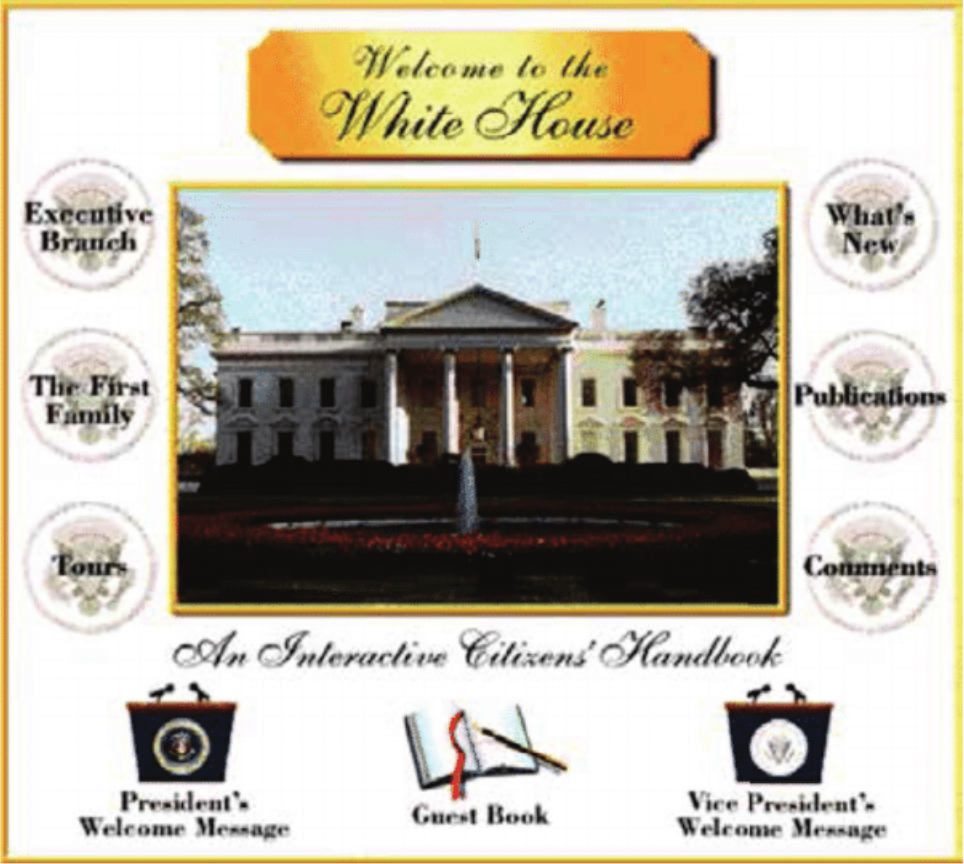 Welcome to the
White House
Executive
Branch
What's
New
The First
Family
Publications
Tours
Comments
An Interactive Citizens' Handbook
President's
Welcome Message
Guest Book
Vice President's
Welcome Message